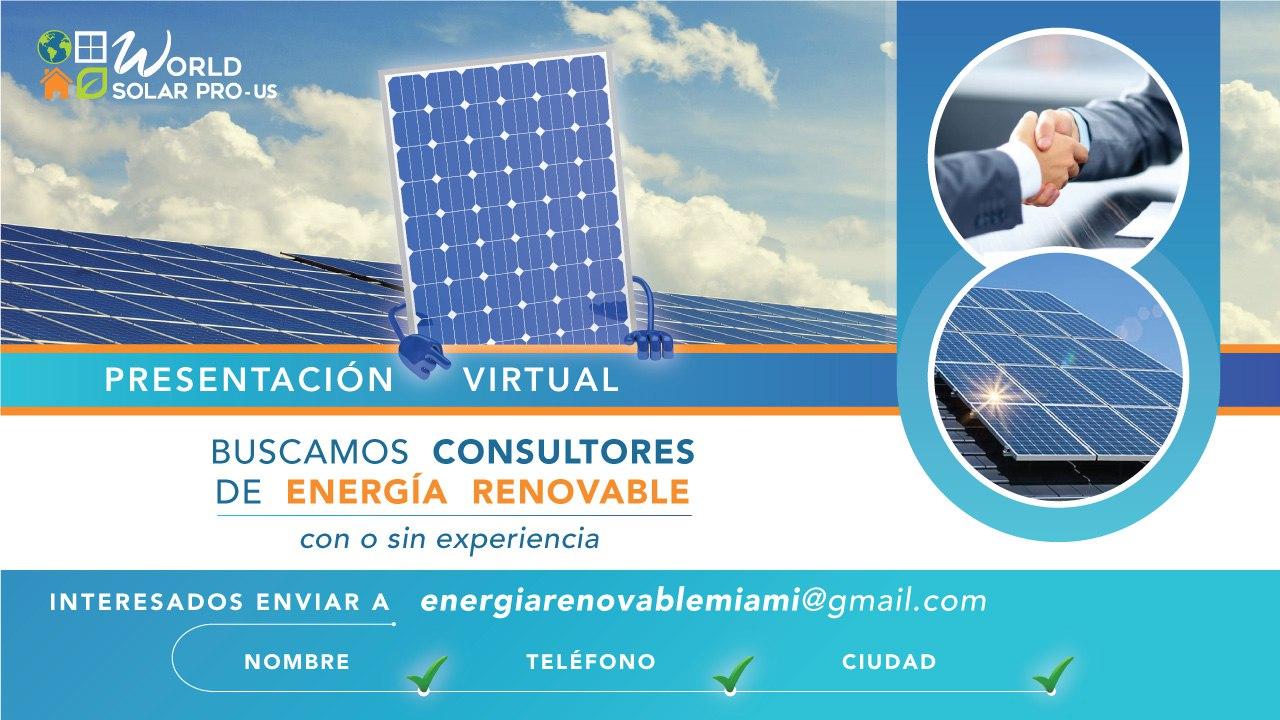 WORLD
SOLAR PRO-US
PRESENTACIÓN VIRTUAL
BUSCAMOS CONSULTORES
DE ENERGÍA RENOVABLE
con o sin experiencia
INTERESADOS ENVIAR A energiarenovablemiami@gmail.com
NOMBRE TELÉFONO CIUDAD